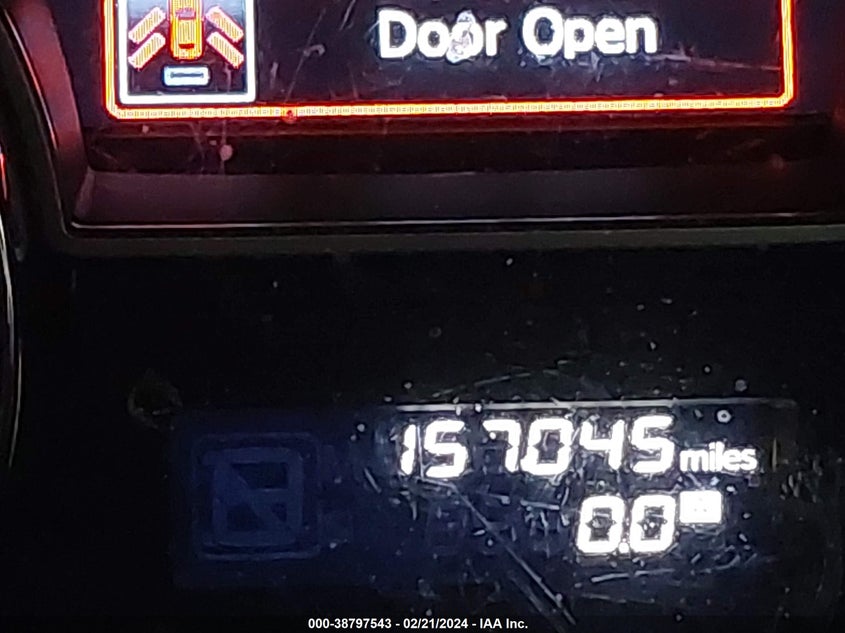 Door Open
157045 miles
0.0
000-38797543 - 02/21/2024 - IAA Inc.